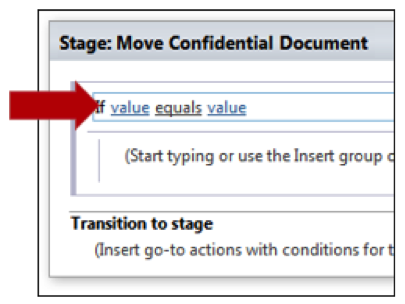 Stage: Move Confidential Document
If value equals value
(Start typing or use the Insert group
Transition to stage
(Insert go-to actions with conditions for